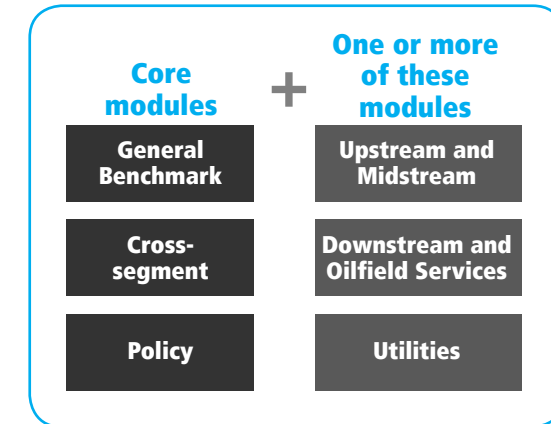 Core
modules
General
Benchmark
Cross-
segment
Policy
+
One or more
of these
modules
Upstream and
Midstream
Downstream and
Oilfield Services
Utilities